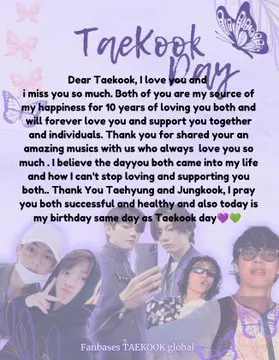 TaeKook
Day
Dear Taekook, I love you and
i miss you so much. Both of you are my source of
my happiness for 10 years of loving you both and
will forever love you and support you together
and individuals. Thank you for shared your an
amazing musics with us who always  love you so
much . I believe the dayyou both came into my life
and how I can't stop loving and supporting you
both.. Thank You Taehyung and Jungkook, I pray
you both successful and healthy and also today is
my birthday same day as Taekook day💜💚
Fanbases TAEKOOK global